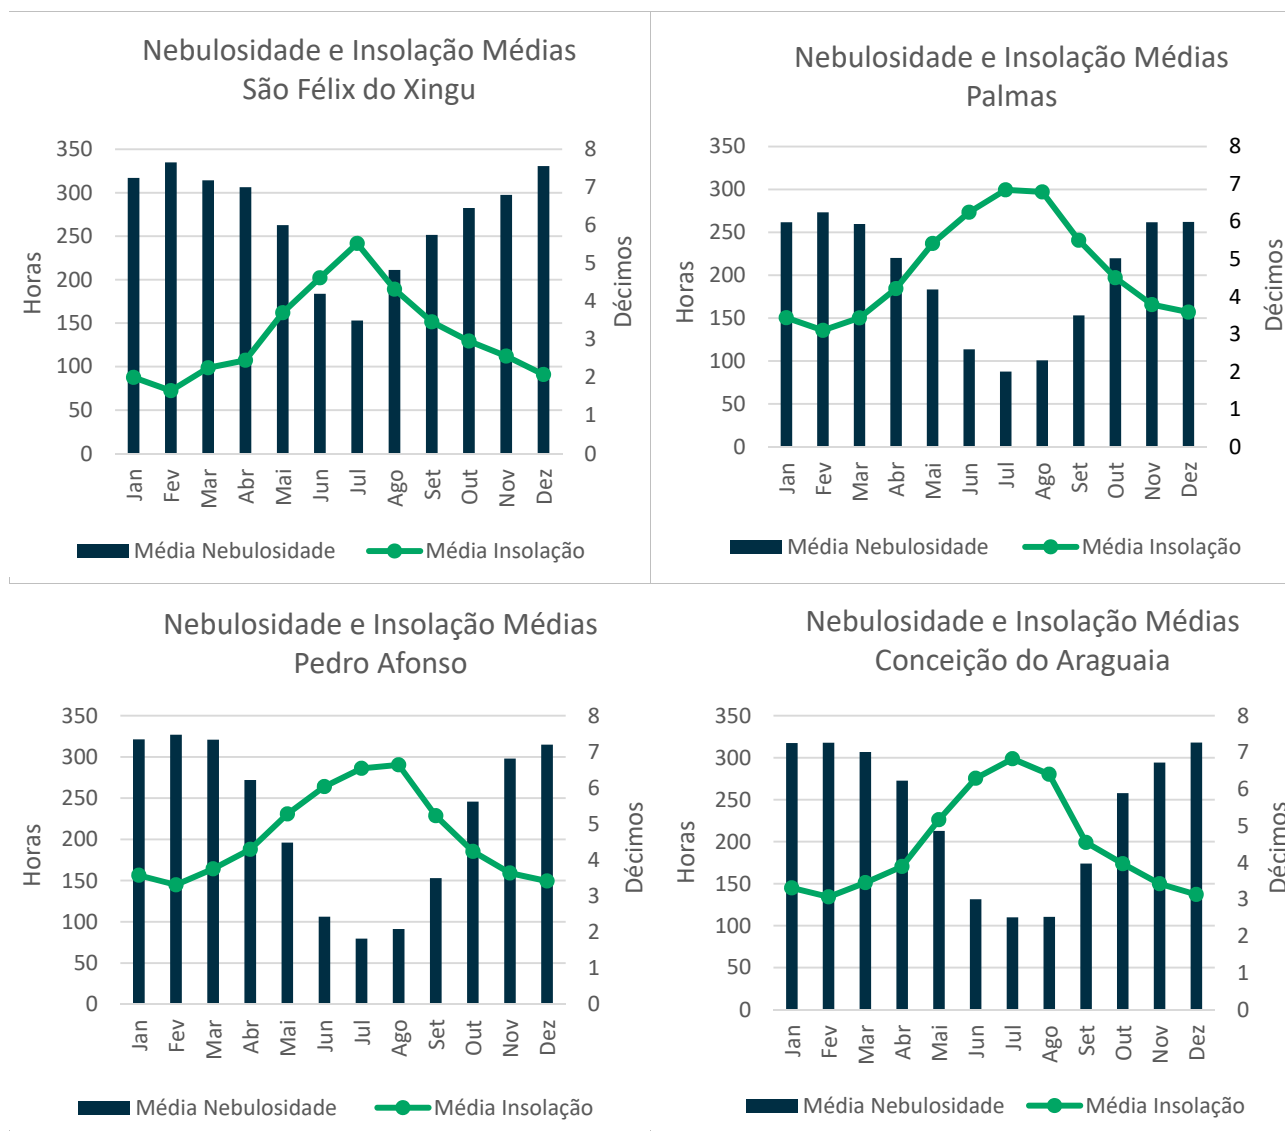 Nebulosidade e Insolação Médias
São Félix do Xingu
350
300
250
200
150
100
50
0
Horas
8
7
6
5
4
3
2
1
0
Décimos
Jan
Fev
Mar
Abr
Mai
Jun
Jul
Ago
Set
Out
Nov
Dez
Média Nebulosidade
Média Insolação
Nebulosidade e Insolação Médias
Palmas
350
300
250
200
150
100
50
0
Horas
8
7
6
5
4
3
2
1
0
Décimos
Jan
Fev
Mar
Abr
Mai
Jun
Jul
Ago
Set
Out
Nov
Dez
Média Nebulosidade
Média Insolação
Nebulosidade e Insolação Médias
Pedro Afonso
350
300
250
200
150
100
50
0
Horas
8
7
6
5
4
3
2
1
0
Décimos
Jan
Fev
Mar
Abr
Mai
Jun
Jul
Ago
Set
Out
Nov
Dez
Média Nebulosidade
Média Insolação
Nebulosidade e Insolação Médias
Conceição do Araguaia
350
300
250
200
150
100
50
0
Horas
8
7
6
5
4
3
2
1
0
Décimos
Jan
Fev
Mar
Abr
Mai
Jun
Jul
Ago
Set
Out
Nov
Dez
Média Nebulosidade
Média Insolação